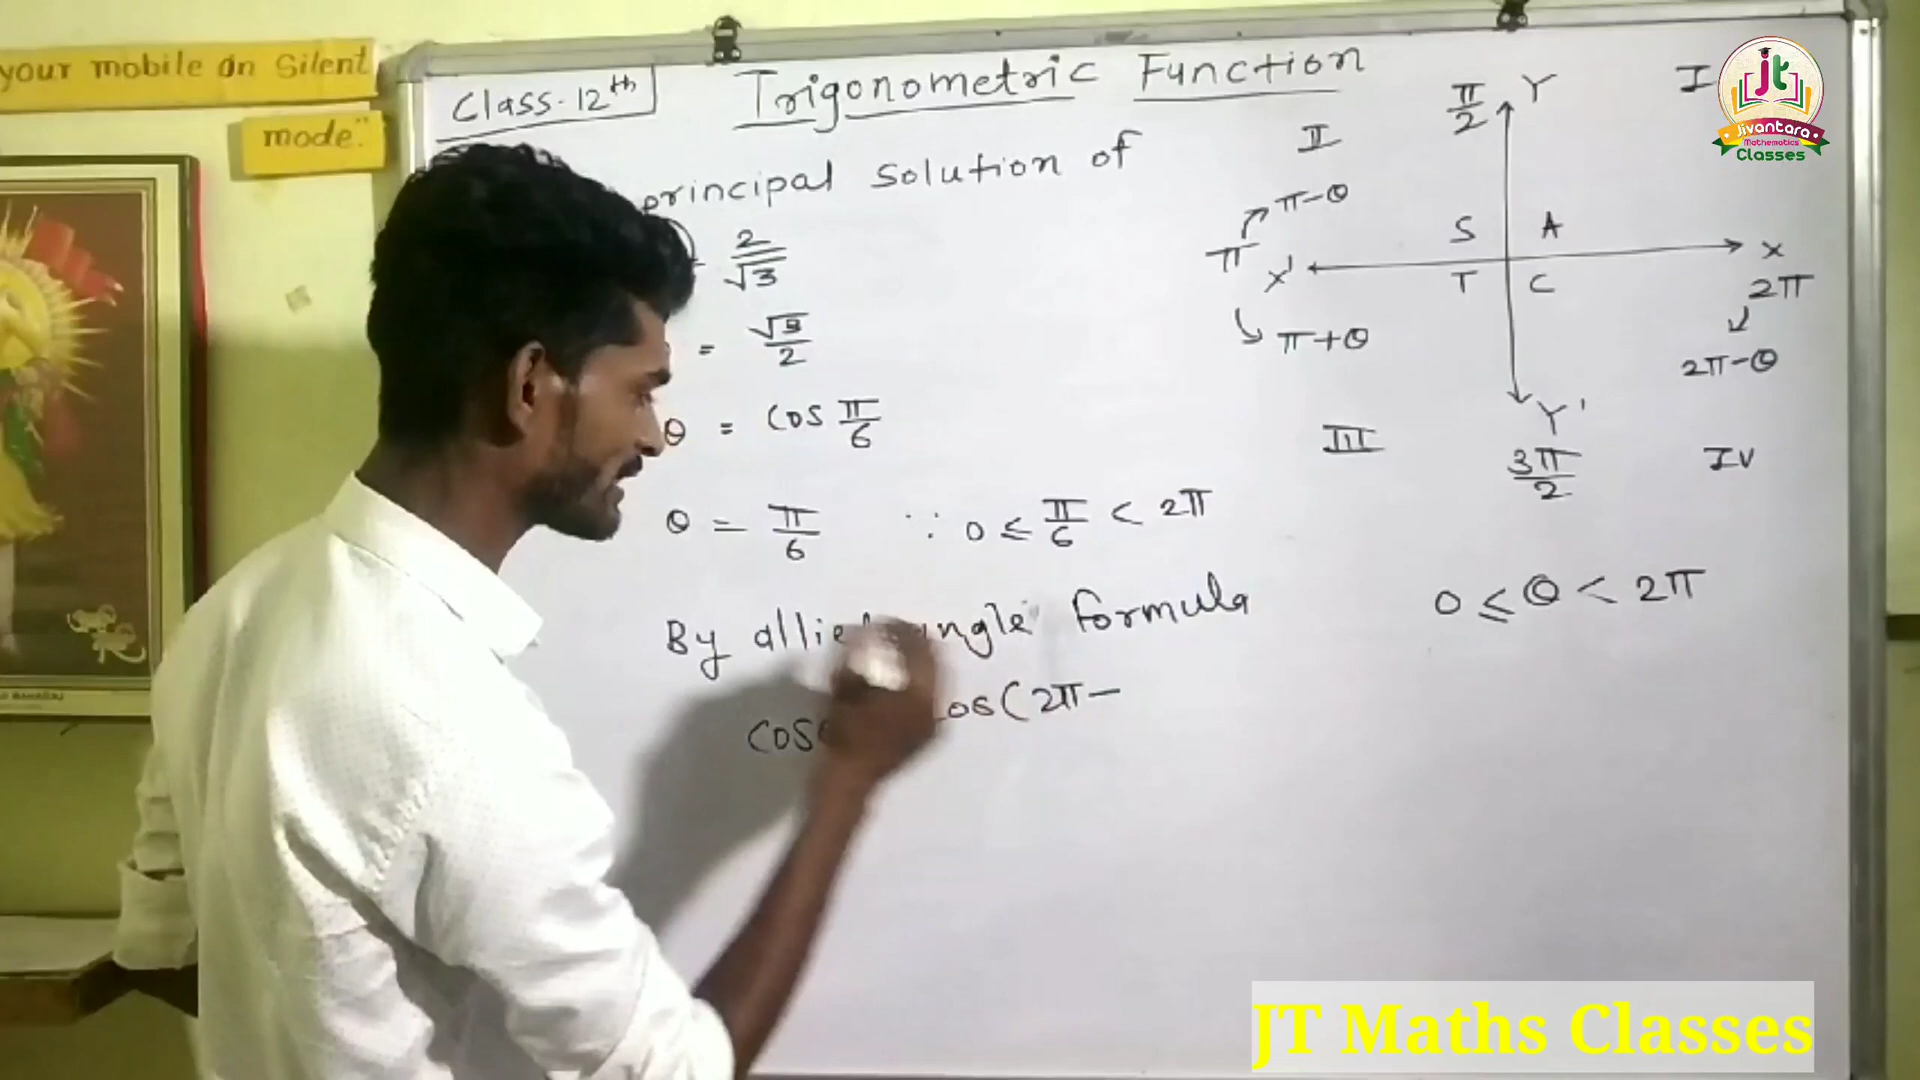 your mobile on Silent
mode."
Class-12th
Trigonometric Function
principal solution of
2/√3
= √3/2
θ = cos π/6
θ = π/6 ∵ 0 ≤ π/6 < 2π
By allied angle formula
cos(2π-
π/2 Y
I
II
π-θ
S A
π
X' X
T C
2π
π+θ
2π-θ
Y'
III
3π/2
IV
0 ≤ θ < 2π
jt
Jivantara
Mathematics
Classes
JT Maths Classes